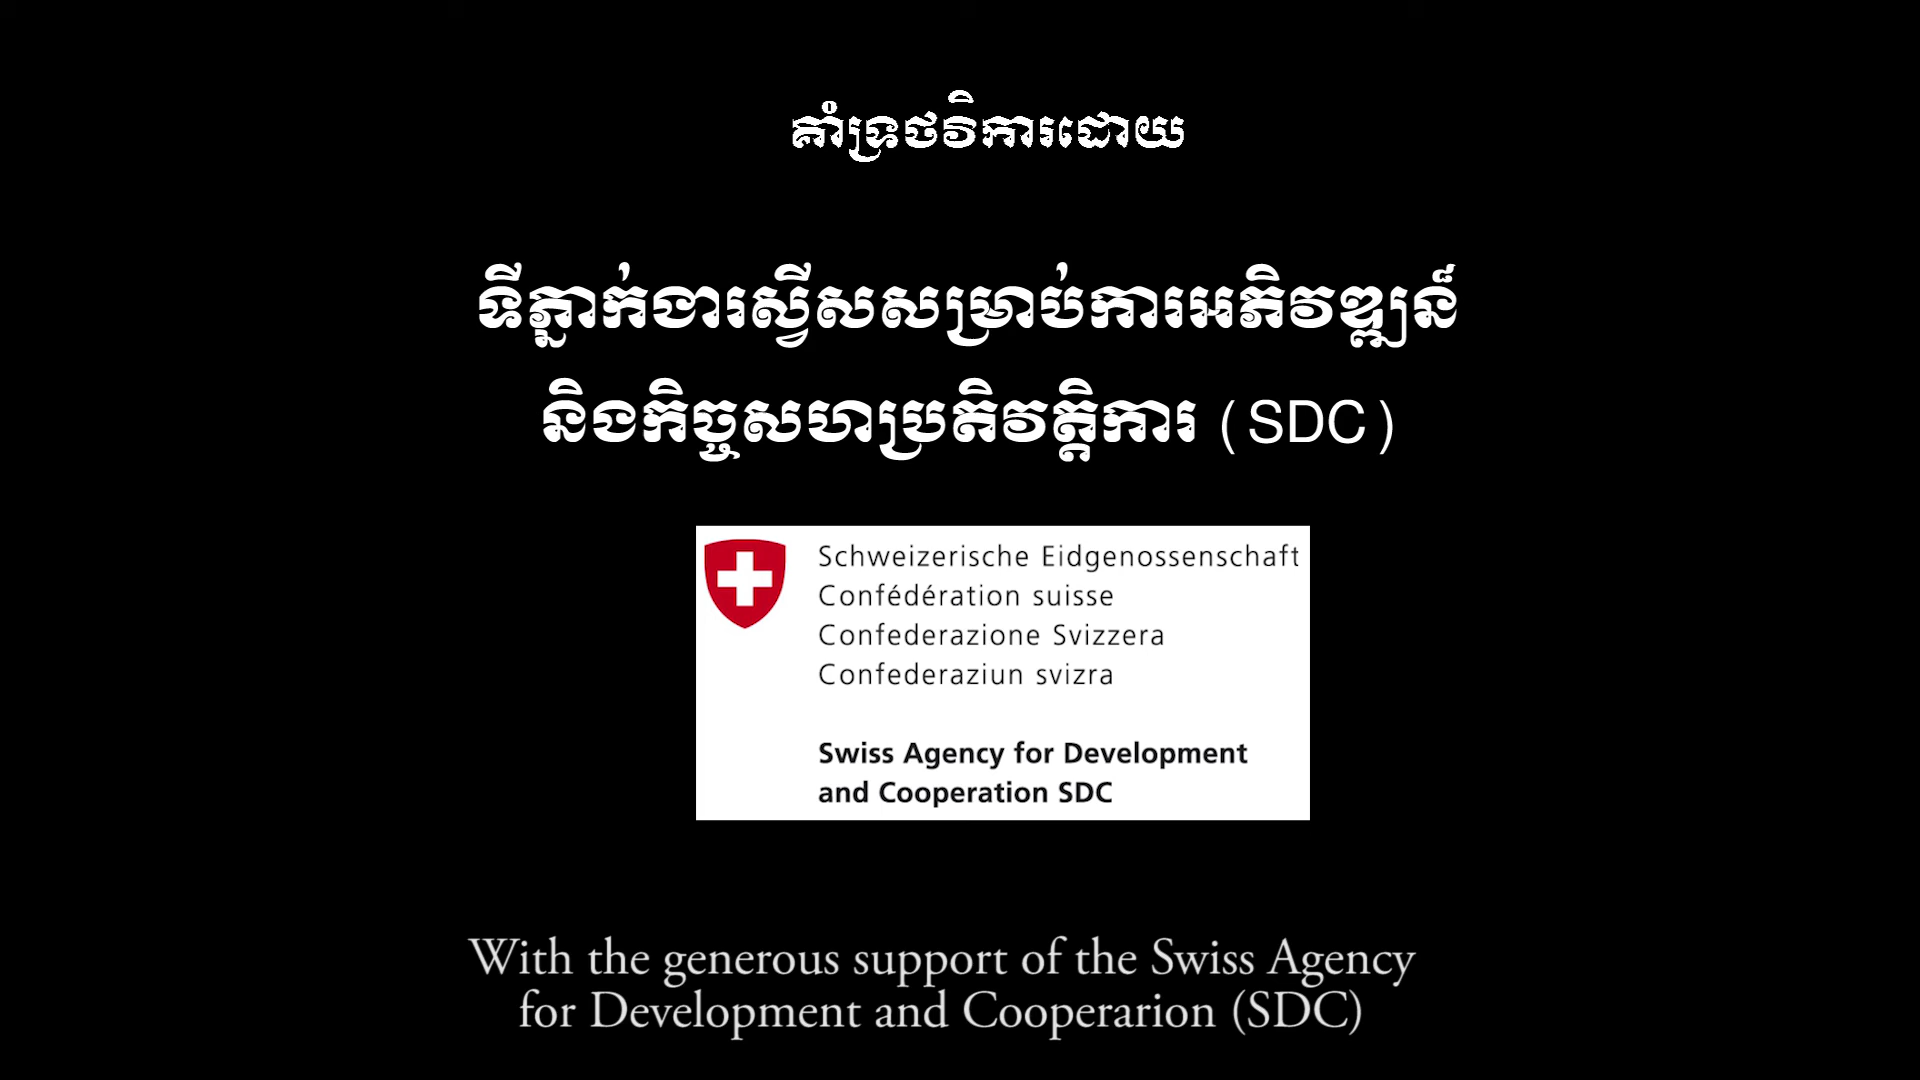 គាំទ្រថវិការដោយ
ទីភ្នាក់ងារស្វីសសម្រាប់ការអភិវឌ្ឍន៍
និងកិច្ចសហប្រតិវត្តិការ (SDC)
Schweizerische Eidgenossenschaft
Confédération suisse
Confederazione Svizzera
Confederaziun svizra
Swiss Agency for Development
and Cooperation SDC
With the generous support of the Swiss Agency
for Development and Cooperarion (SDC)